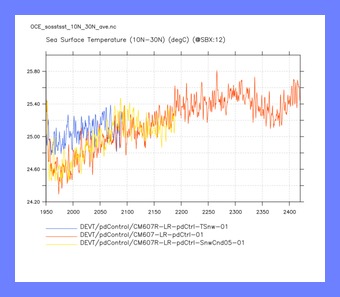 OCE_sosstsst_10N_30N_ave.nc
Sea Surface Temperature (10N-30N) (degC) (@SBX:12)
25.80
25.40
25.00
24.60
24.20
1950 2000 2050 2100 2150 2200 2250 2300 2350 2400
DEVT/pdControl/CM607R-LR-pdCtrl-TSnw-01
DEVT/pdControl/CM607-LR-pdCtrl-01
DEVT/pdControl/CM607R-LR-pdCtrl-SnwCnd05-01